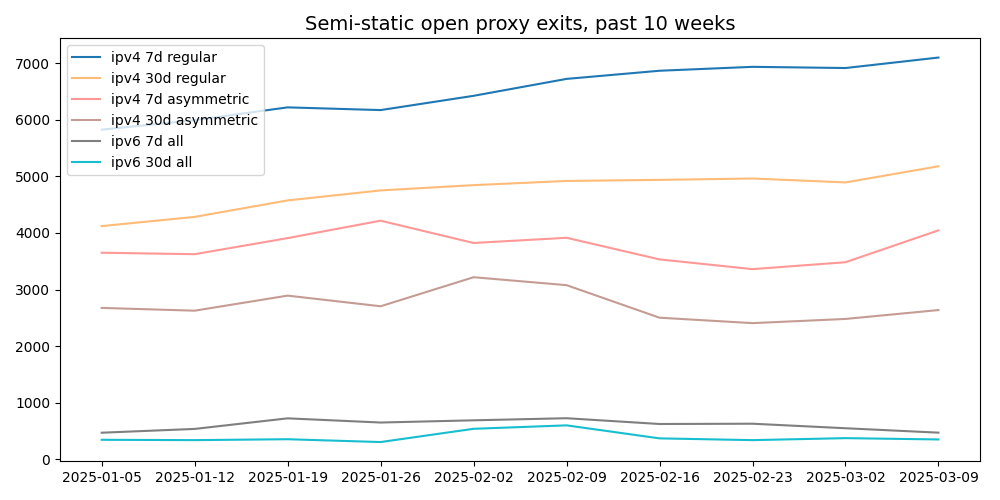 Semi-static open proxy exits, past 10 weeks
ipv4 7d regular
ipv4 30d regular
ipv4 7d asymmetric
ipv4 30d asymmetric
ipv6 7d all
ipv6 30d all
7000
6000
5000
4000
3000
2000
1000
0
2025-01-05 2025-01-12 2025-01-19 2025-01-26 2025-02-02 2025-02-09 2025-02-16 2025-02-23 2025-03-02 2025-03-09